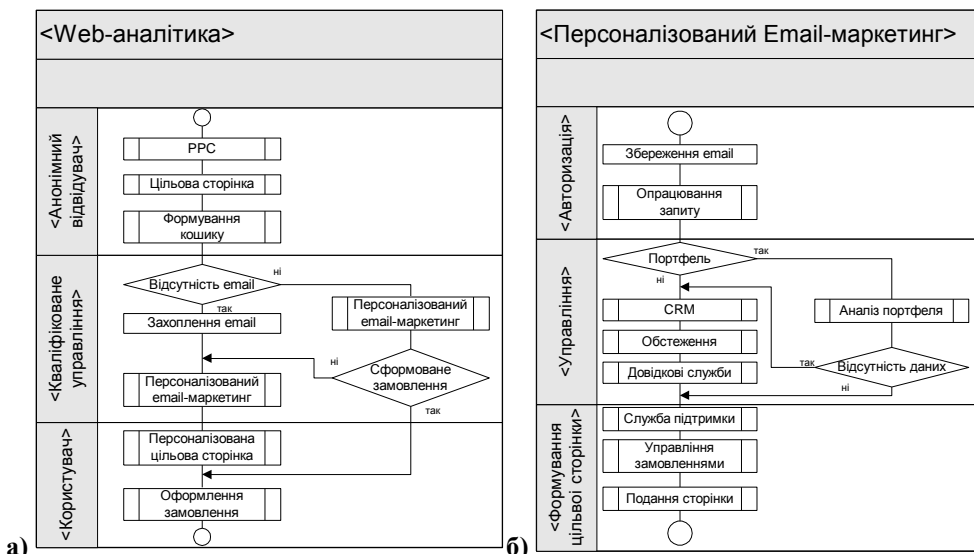 <Web-аналітика>
<Анонімний
відвідувач>
PPC
Цільова сторінка
Формування
кошику
<Кваліфіковане
управління>
Відсутність email
ні
так
Захоплення email
Персоналізований
email-маркетинг
ні
Сформоване
замовлення
Персоналізований
email-маркетинг
так
<Користувач>
Персоналізована
цільова сторінка
Оформлення
замовлення
а)
<Персоналізований Email-маркетинг>
<Авторизація>
Збереження email
Опрацювання
запиту
<Управління>
Портфель
так
ні
CRM
Аналіз портфеля
Обстеження
Довідкові служби
так
Відсутність даних
ні
<Формування
цільвої сторінки>
Служба підтримки
Управління
замовленнями
Подання сторінки
б)